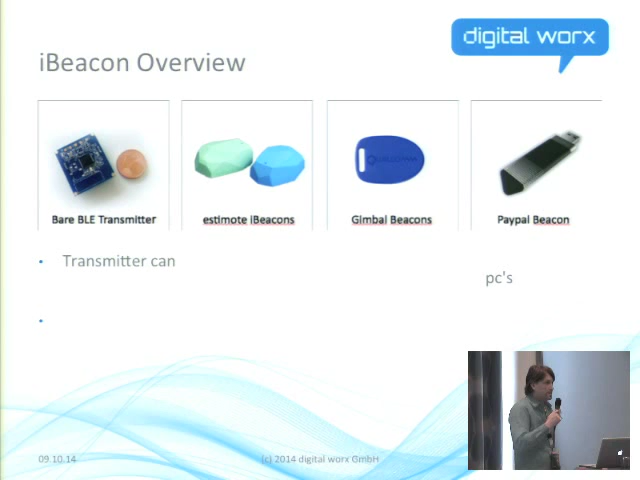 digital worx
iBeacon Overview
Bare BLE Transmitter
estimote iBeacons
Gimbal Beacons
Paypal Beacon
• Transmitter can
pc's
•
09.10.14
(c) 2014 digital worx GmbH